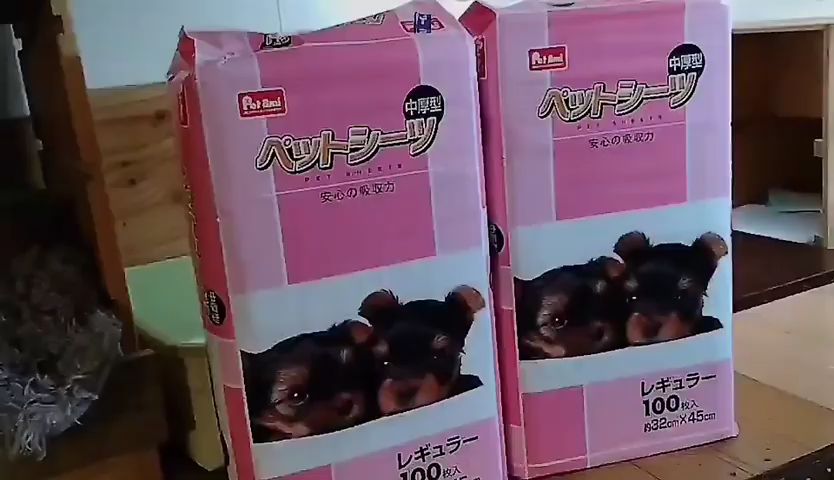 Pet Ami
中厚型
ペットシーツ
PET SHEETS
安心の吸収力
レギュラー
100枚入
Pet Ami
中厚型
ペットシーツ
PET SHEETS
安心の吸収力
レギュラー
100枚入
約32cm×45cm